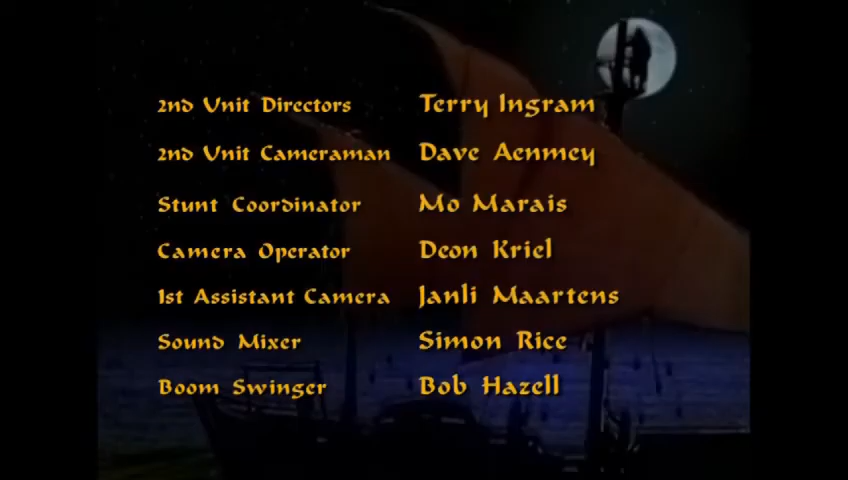 2nd Unit Directors Terry Ingram
2nd Unit Cameraman Dave Aenmey
Stunt Coordinator Mo Marais
Camera Operator Deon Kriel
1st Assistant Camera Janli Maartens
Sound Mixer Simon Rice
Boom Swinger Bob Hazell